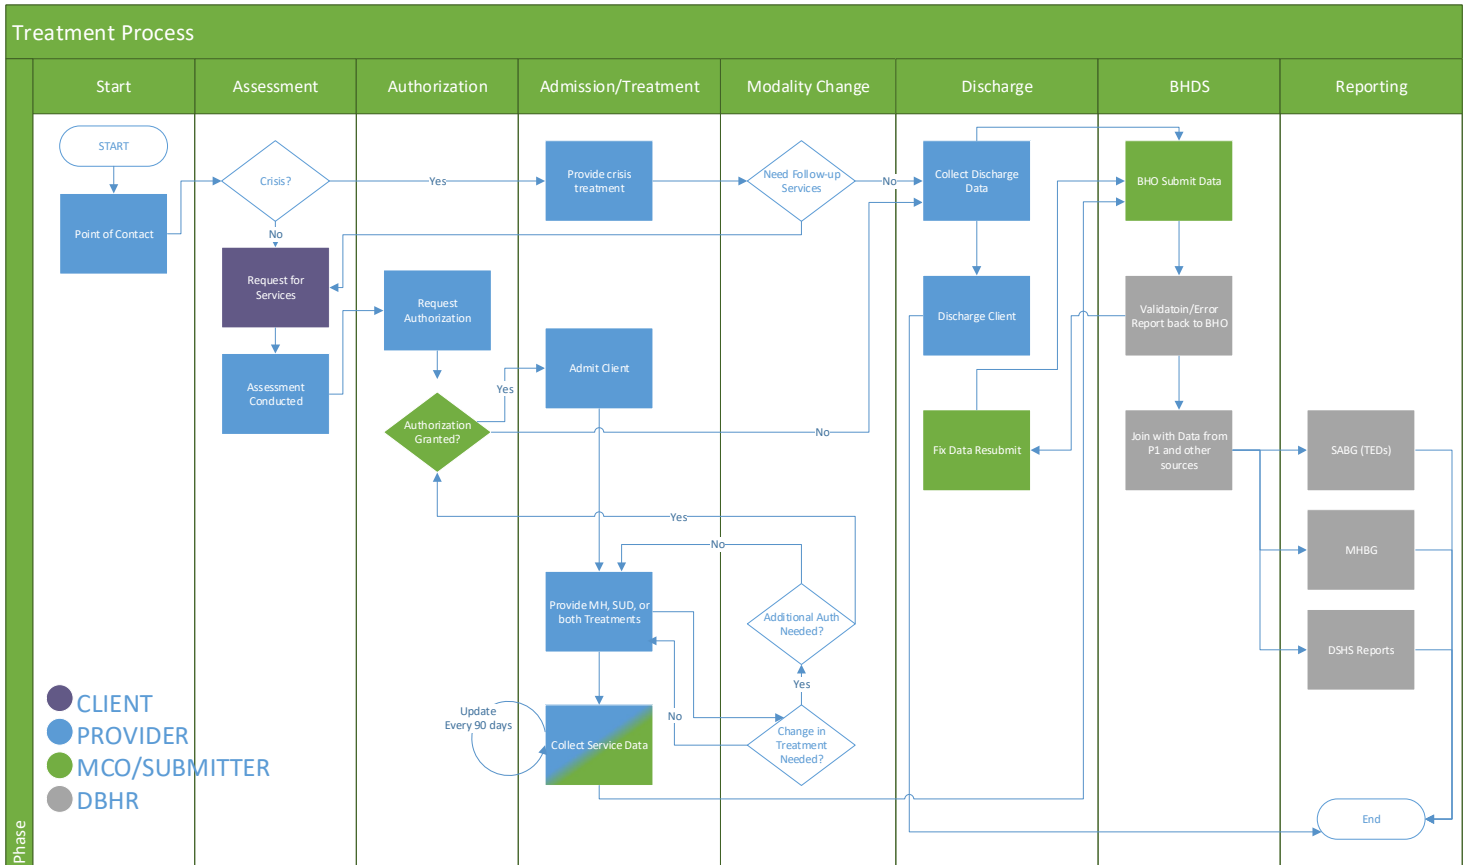 Treatment Process
Start
Assessment
Authorization
Admission/Treatment
Modality Change
Discharge
BHDS
Reporting
Phase
START
Point of Contact
Crisis?
Yes
No
Request for
Services
Assessment
Conducted
Request
Authorization
Authorization
Granted?
Yes
No
Provide crisis
treatment
Admit Client
Provide MH, SUD, or
both Treatments
Update
Every 90 days
Collect Service Data
Need Follow-up
Services
No
Yes
No
Additional Auth
Needed?
Yes
No
Change in
Treatment
Needed?
Collect Discharge
Data
Discharge Client
Fix Data Resubmit
BHO Submit Data
Validatoin/Error
Report back to BHO
Join with Data from
P1 and other
sources
SABG (TEDs)
MHBG
DSHS Reports
End
CLIENT
PROVIDER
MCO/SUBMITTER
DBHR